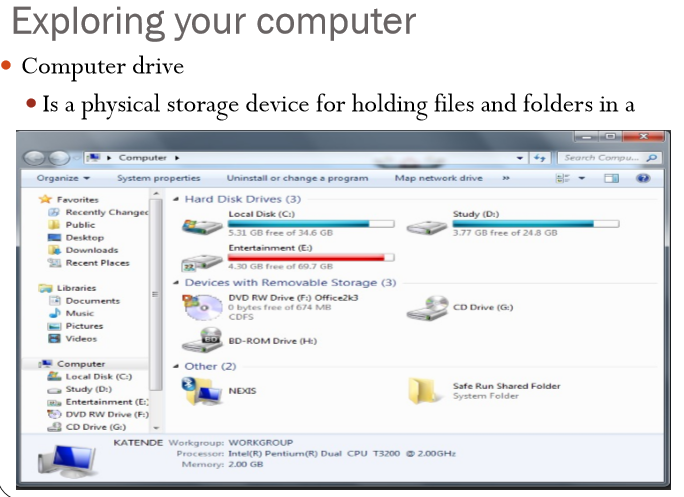 Exploring your computer
Computer drive
Is a physical storage device for holding files and folders in a
Computer
Search Compu...
Organize System properties Uninstall or change a program Map network drive »
Favorites
Recently Changec
Public
Desktop
Downloads
Recent Places
Libraries
Documents
Music
Pictures
Videos
Computer
Local Disk (C:)
Study (D:)
Entertainment (E:)
DVD RW Drive (F:)
CD Drive (G:)
Hard Disk Drives (3)
Local Disk (C:)
5.31 GB free of 34.6 GB
Study (D:)
3.77 GB free of 24.8 GB
Entertainment (E:)
4.30 GB free of 69.7 GB
Devices with Removable Storage (3)
DVD RW Drive (F:) Office2k3
0 bytes free of 674 MB
CDFS
CD Drive (G:)
BD-ROM Drive (H:)
Other (2)
NEXIS
Safe Run Shared Folder
System Folder
KATENDE Workgroup: WORKGROUP
Processor: Intel(R) Pentium(R) Dual CPU T3200 @ 2.00GHz
Memory: 2.00 GB